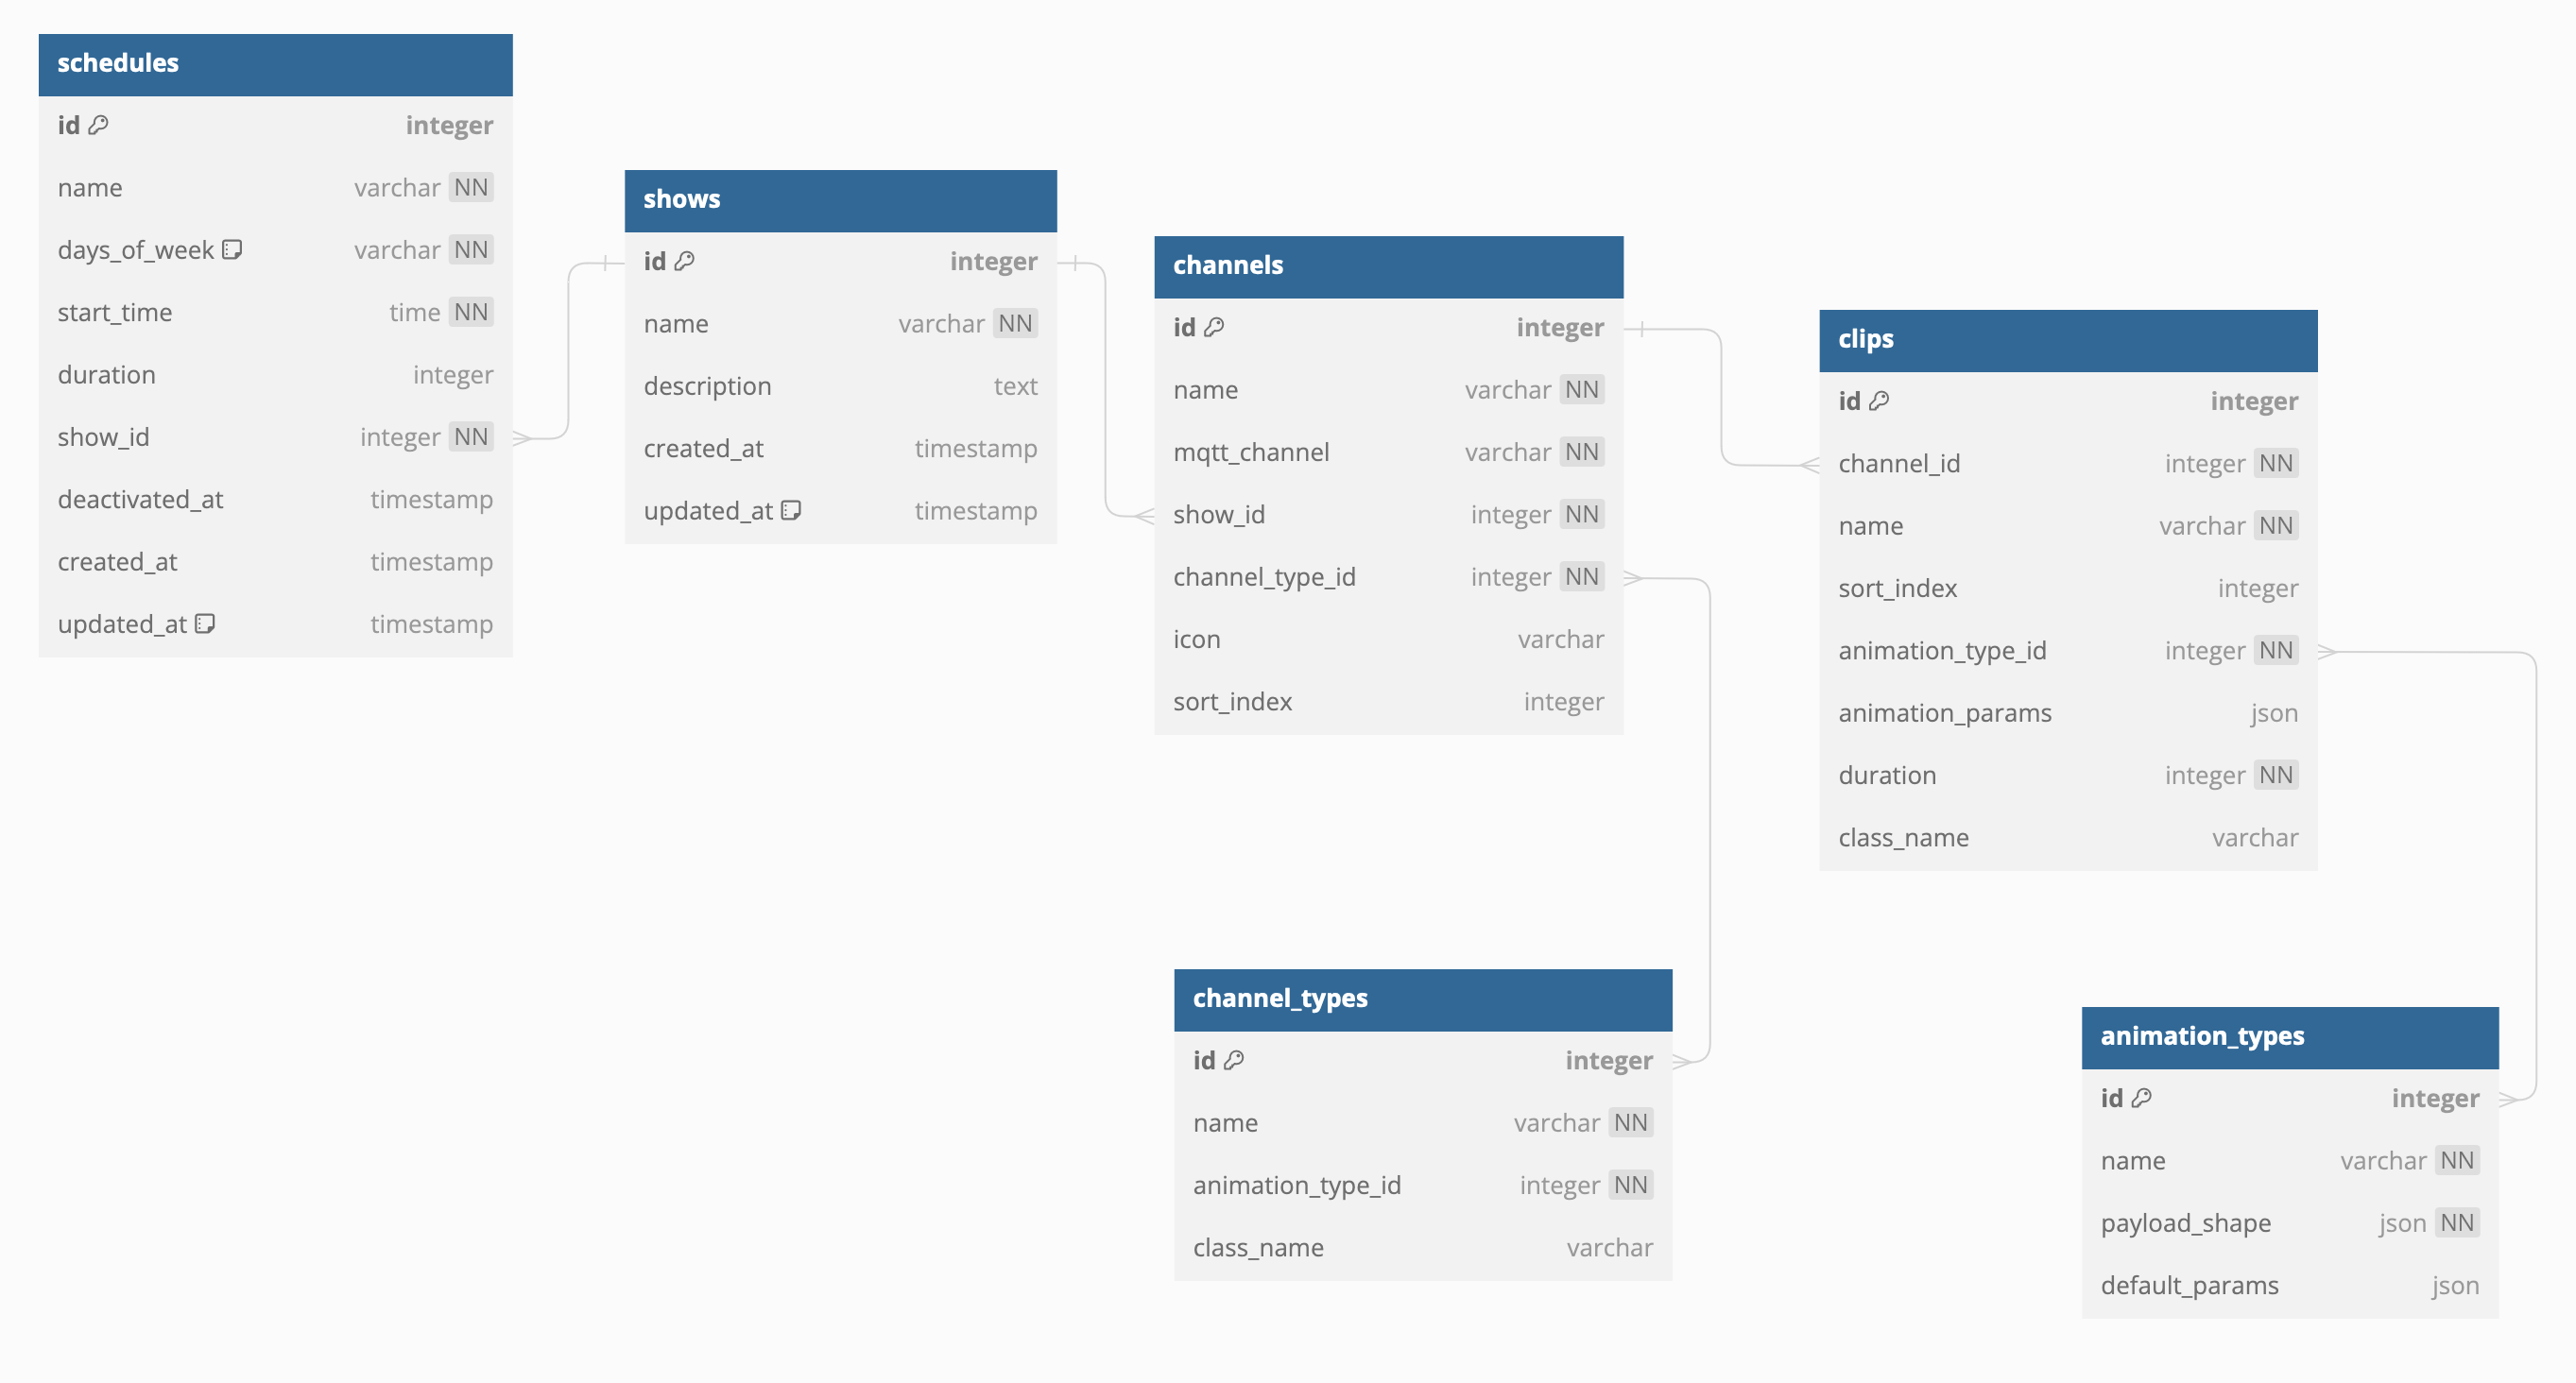 schedules
id integer
name varchar NN
days_of_week varchar NN
start_time time NN
duration integer
show_id integer NN
deactivated_at timestamp
created_at timestamp
updated_at timestamp
shows
id integer
name varchar NN
description text
created_at timestamp
updated_at timestamp
channels
id integer
name varchar NN
mqtt_channel varchar NN
show_id integer NN
channel_type_id integer NN
icon varchar
sort_index integer
clips
id integer
channel_id integer NN
name varchar NN
sort_index integer
animation_type_id integer NN
animation_params json
duration integer NN
class_name varchar
channel_types
id integer
name varchar NN
animation_type_id integer NN
class_name varchar
animation_types
id integer
name varchar NN
payload_shape json NN
default_params json